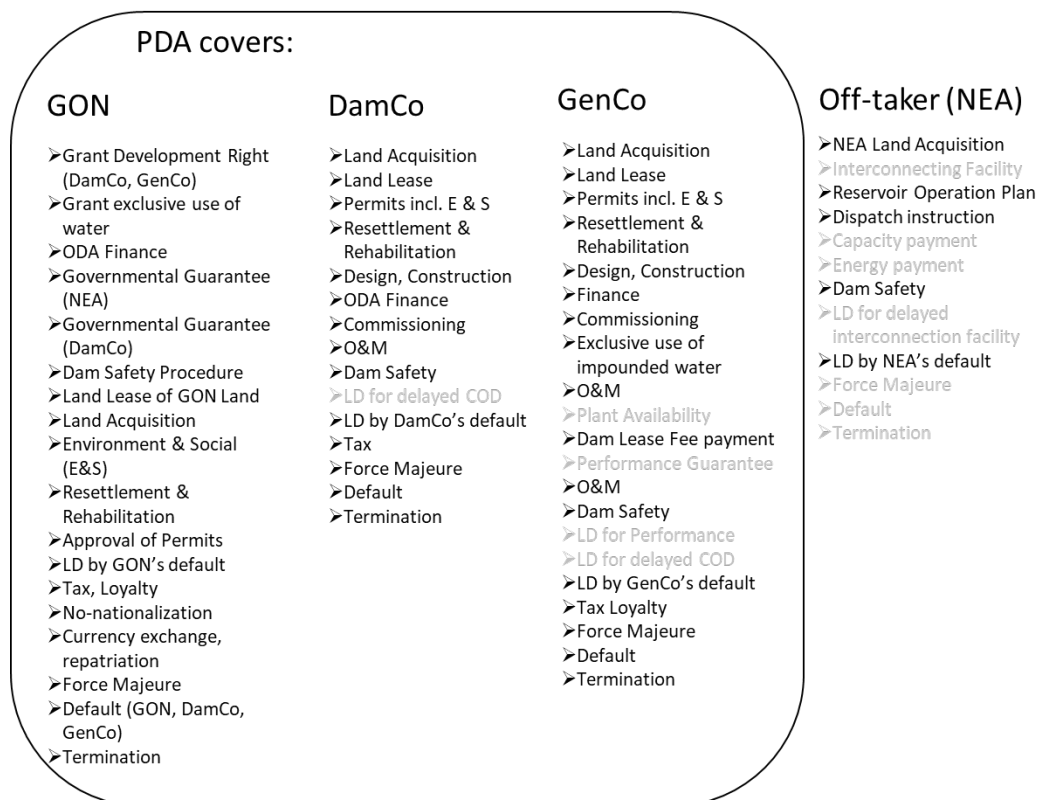 PDA covers:
GON
➢Grant Development Right
(DamCo, GenCo)
➢Grant exclusive use of
water
➢ODA Finance
➢Governmental Guarantee
(NEA)
➢Governmental Guarantee
(DamCo)
➢Dam Safety Procedure
➢Land Lease of GON Land
➢Land Acquisition
➢Environment & Social
(E&S)
➢Resettlement &
Rehabilitation
➢Approval of Permits
➢LD by GON's default
➢Tax, Loyalty
➢No-nationalization
➢Currency exchange,
repatriation
➢Force Majeure
➢Default (GON, DamCo,
GenCo)
➢Termination
DamCo
➢Land Acquisition
➢Land Lease
➢Permits incl. E & S
➢Resettlement &
Rehabilitation
➢Design, Construction
➢ODA Finance
➢Commissioning
➢O&M
➢Dam Safety
➢LD for delayed COD
➢LD by DamCo's default
➢Tax
➢Force Majeure
➢Default
➢Termination
GenCo
➢Land Acquisition
➢Land Lease
➢Permits incl. E & S
➢Resettlement &
Rehabilitation
➢Design, Construction
➢Finance
➢Commissioning
➢Exclusive use of
impounded water
➢O&M
➢Plant Availability
➢Dam Lease Fee payment
➢Performance Guarantee
➢O&M
➢Dam Safety
➢LD for Performance
➢LD for delayed COD
➢LD by GenCo's default
➢Tax Loyalty
➢Force Majeure
➢Default
➢Termination
Off-taker (NEA)
➢NEA Land Acquisition
➢Interconnecting Facility
➢Reservoir Operation Plan
➢Dispatch instruction
➢Capacity payment
➢Energy payment
➢Dam Safety
➢LD for delayed
interconnection facility
➢LD by NEA's default
➢Force Majeure
➢Default
➢Termination